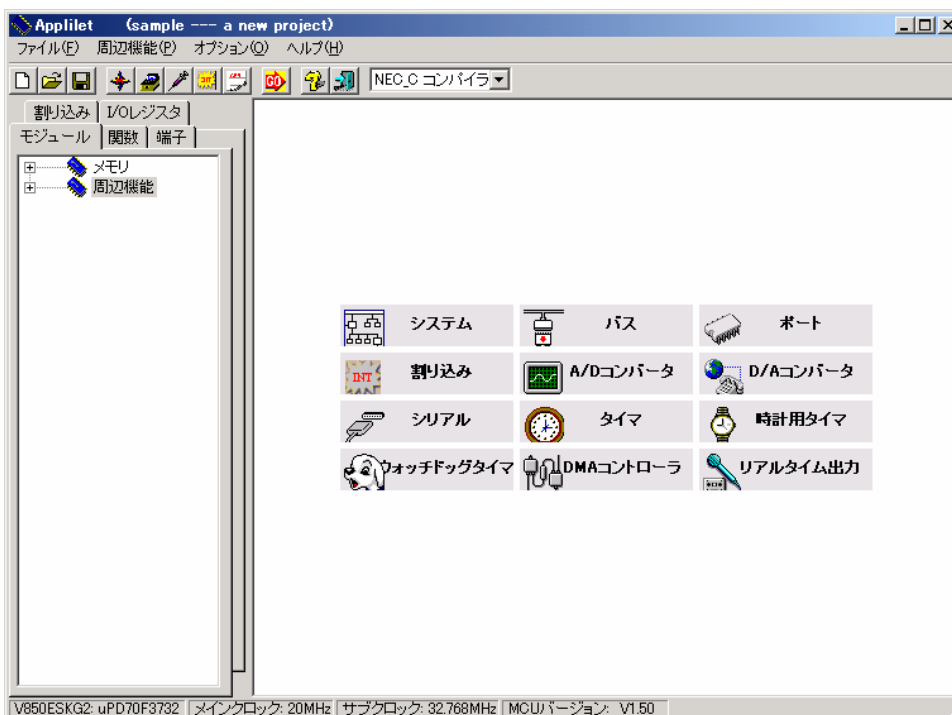 Applilet (sample --- a new project)
ファイル(F) 周辺機能(P) オプション(O) ヘルプ(H)
INT GO NEC_C コンパイラ
割り込み I/Oレジスタ
モジュール 関数 端子
メモリ
周辺機能
システム バス ポート
INT 割り込み A/Dコンバータ D/Aコンバータ
シリアル タイマ 時計用タイマ
ウォッチドッグタイマ DMAコントローラ リアルタイム出力
V850ESKG2: uPD70F3732 メインクロック: 20MHz サブクロック: 32.768MHz MCUバージョン: V1.50